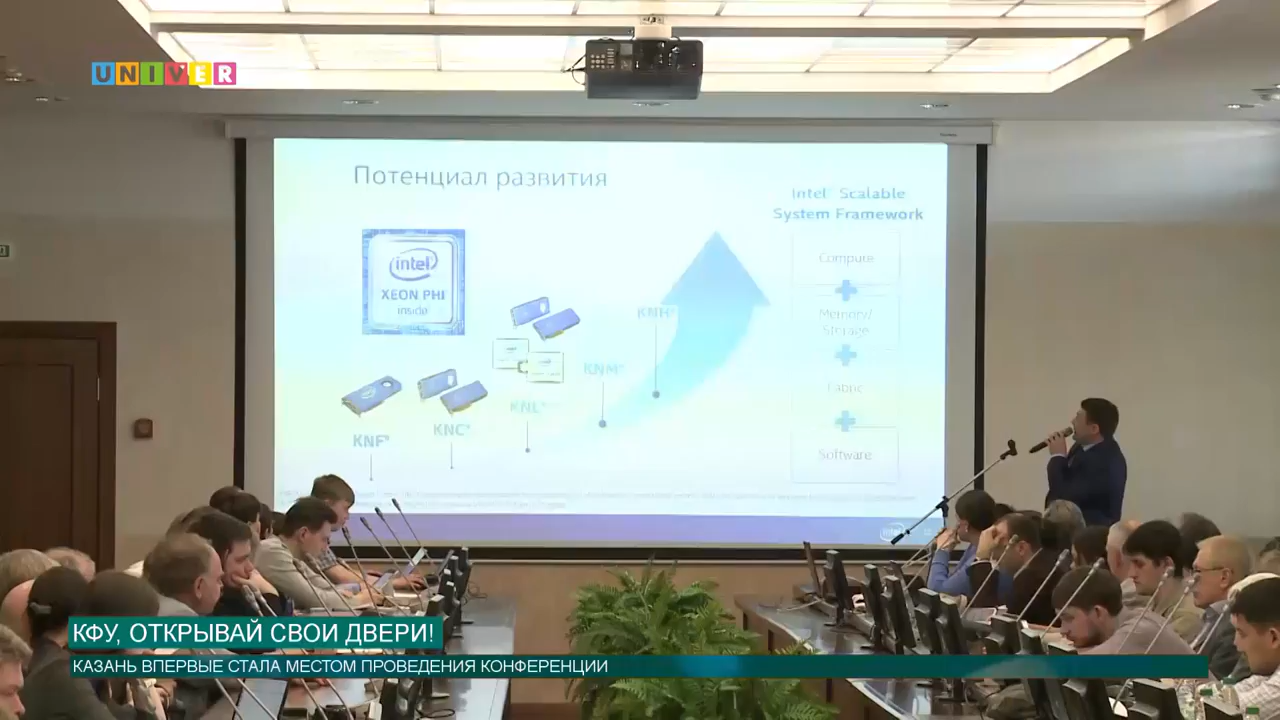 UNIVER
Потенциал развития
Intel® Scalable
System Framework
intel
XEON PHI
inside
Compute
Memory/
Storage
Fabric
Software
KNH*
KNM*
KNL*
KNC*
KNF*
КФУ, ОТКРЫВАЙ СВОИ ДВЕРИ!
КАЗАНЬ ВПЕРВЫЕ СТАЛА МЕСТОМ ПРОВЕДЕНИЯ КОНФЕРЕНЦИИ